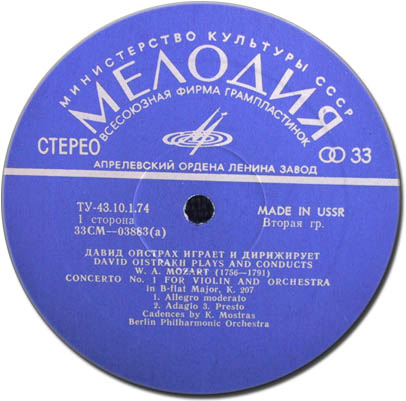 МИНИСТЕРСТВО КУЛЬТУРЫ СССР
МЕЛОДИЯ
ВСЕСОЮЗНАЯ ФИРМА ГРАМПЛАСТИНОК
СТЕРЕО
33
АПРЕЛЕВСКИЙ ОРДЕНА ЛЕНИНА ЗАВОД
ТУ-43.10.1.74
MADE IN USSR
1 сторона
Вторая гр.
33СМ—03883(а)
ДАВИД ОЙСТРАХ ИГРАЕТ И ДИРИЖИРУЕТ
DAVID OISTRAKH PLAYS AND CONDUCTS
W. A. MOZART (1756—1791)
CONCERTO No. 1 FOR VIOLIN AND ORCHESTRA
in B-flat Major, K. 207
1. Allegro moderato
2. Adagio 3. Presto
Cadences by K. Mostras
Berlin Philharmonic Orchestra